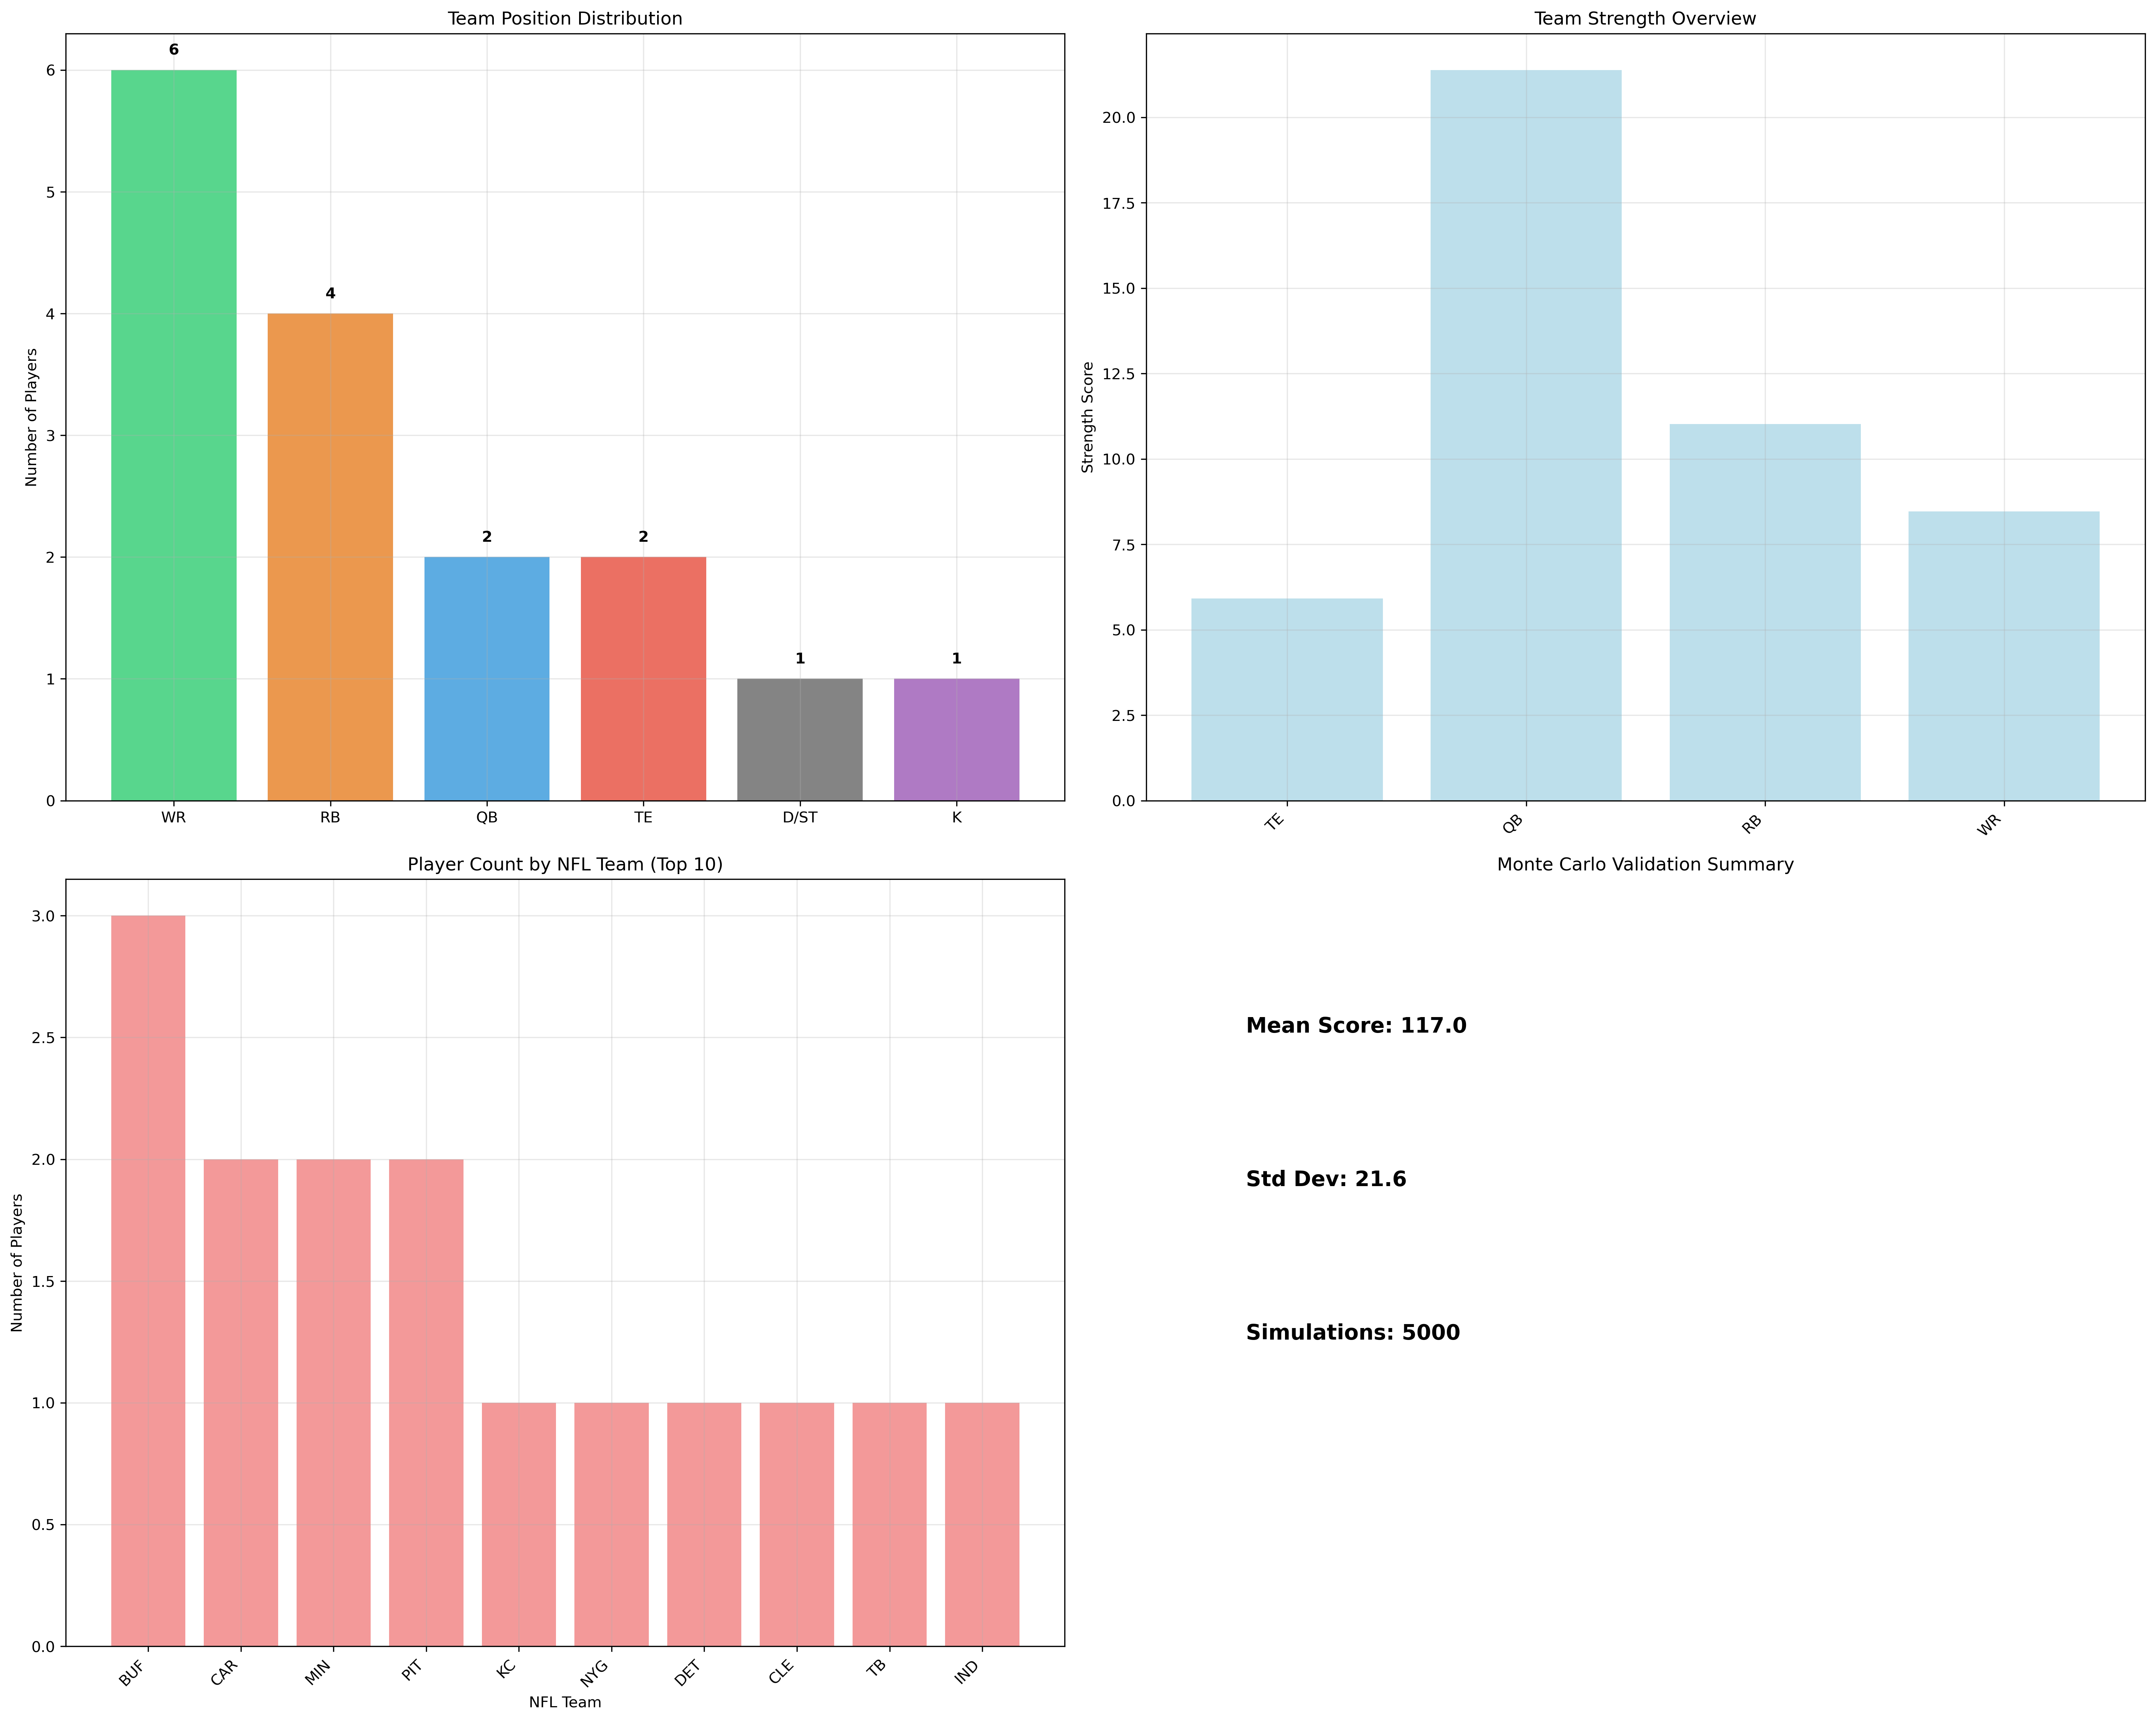 Team Position Distribution
Number of Players
6
5
4
3
2
1
0
6
4
2
2
1
1
WR RB QB TE D/ST K
Team Strength Overview
Strength Score
20.0
17.5
15.0
12.5
10.0
7.5
5.0
2.5
0.0
TE QB RB WR
Player Count by NFL Team (Top 10)
Number of Players
3.0
2.5
2.0
1.5
1.0
0.5
0.0
BUF CAR MIN PIT KC NYG DET CLE TB IND
NFL Team
Monte Carlo Validation Summary
Mean Score: 117.0
Std Dev: 21.6
Simulations: 5000